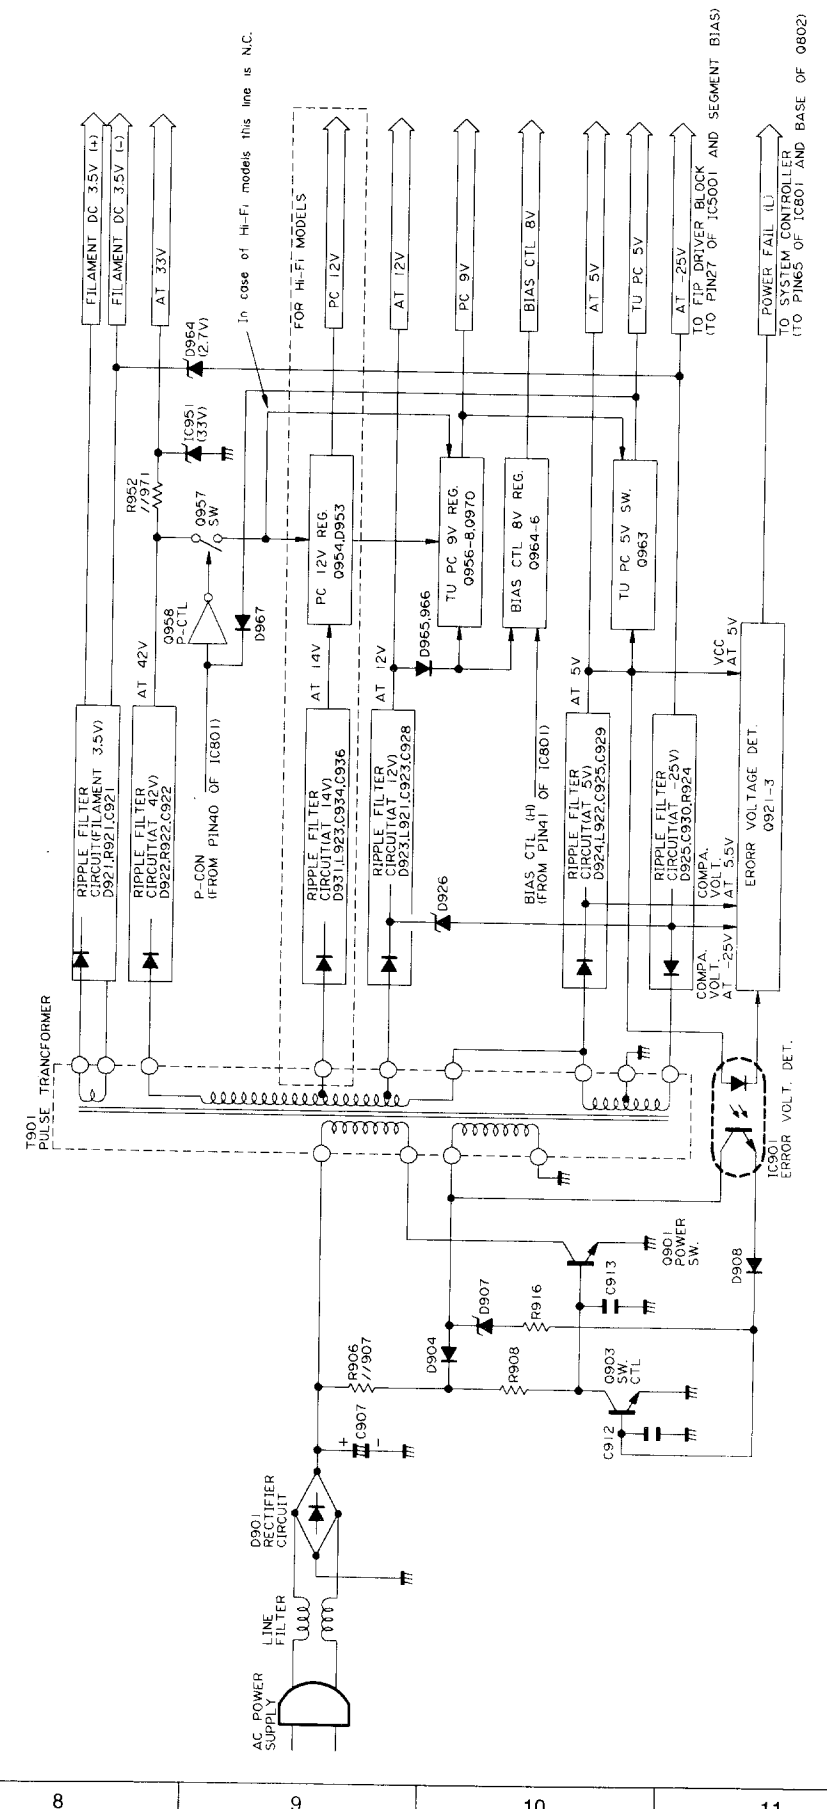 AC POWER
SUPPLY
LINE
FILTER
D901
RECTIFIER
CIRCUIT
+
C907
-
R906
//907
D904
D907
R916
R908
C913
Q903
SW.
CTL
C912
Q901
POWER
SW.
D908
IC901
ERROR VOLT. DET.
T901
PULSE TRANCFORMER
RIPPLE FILTER
CIRCUIT(FILAMENT 3.5V)
D921,R921,C921
RIPPLE FILTER
CIRCUIT(AT 42V)
D922,R922,C922
P-CON
(FROM PIN40 OF IC801)
RIPPLE FILTER
CIRCUIT(AT 14V)
D931,L923,C934,C936
RIPPLE FILTER
CIRCUIT(AT 12V)
D923,L921,C923,C928
D926
BIAS CTL (H)
(FROM PIN41 OF IC801)
RIPPLE FILTER
CIRCUIT(AT 5V)
D924,L922,C925,C929
RIPPLE FILTER
CIRCUIT(AT -25V)
D925,C930,R924
COMPA.
VOLT.
AT 5.5V
COMPA.
VOLT.
AT -25V
ERORR VOLTAGE DET.
Q921-3
VCC
AT 5V
AT 42V
Q958
P-CTL
D967
AT 14V
AT 12V
D965,966
AT 5V
R952
//971
Q957
SW
IC951
(33V)
D964
(2.7V)
PC 12V REG.
Q954,D953
TU PC 9V REG.
Q956-8,Q970
BIAS CTL 8V REG.
Q964-6
TU PC 5V SW.
Q963
In case of Hi-Fi models this line is N.C.
FOR Hi-Fi MODELS
FILAMENT DC 3.5V (+)
FILAMENT DC 3.5V (-)
AT 33V
PC 12V
AT 12V
PC 9V
BIAS CTL 8V
AT 5V
TU PC 5V
AT -25V
TO FIP DRIVER BLOCK
(TO PIN27 OF IC5001 AND SEGMENT BIAS)
POWER FAIL (L)
TO SYSTEM CONTROLLER
(TO PIN65 OF IC801 AND BASE OF Q802)
8
9
10
11